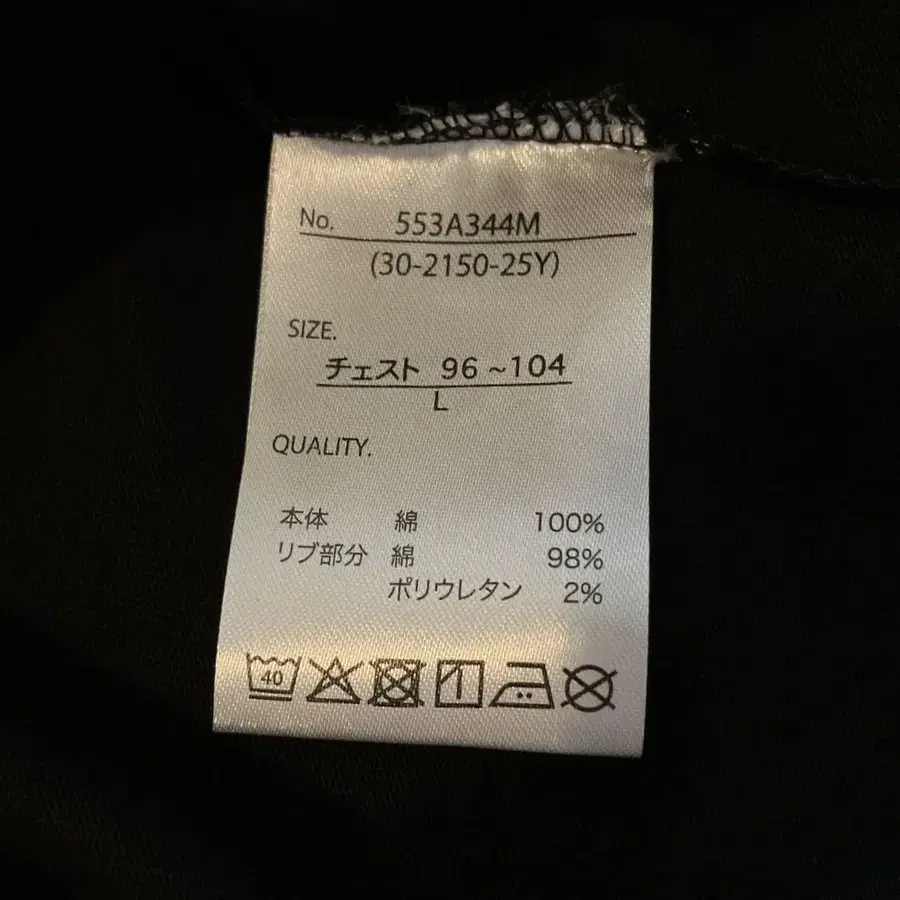 No. 553A344M
(30-2150-25Y)
SIZE.
チェスト 96 ~104
L
QUALITY.
本体 綿 100%
リブ部分 綿 98%
ポリウレタン 2%
40